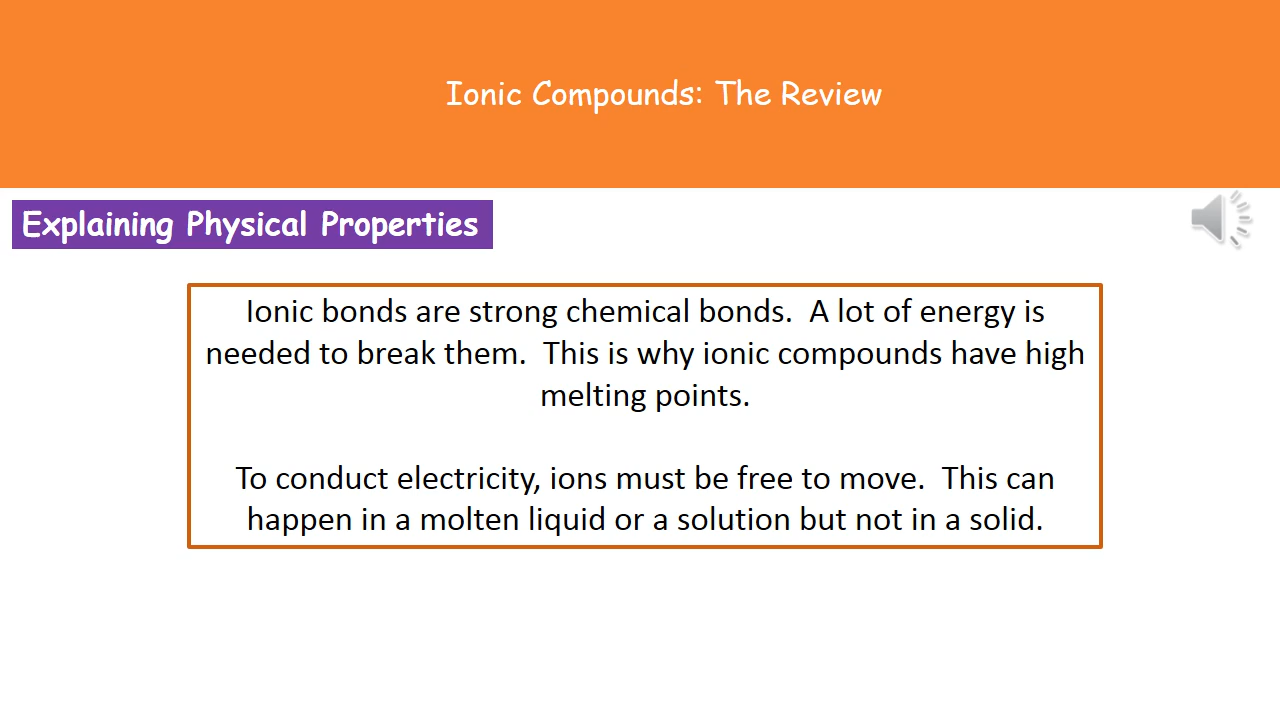 Ionic Compounds: The Review
Explaining Physical Properties
Ionic bonds are strong chemical bonds.  A lot of energy is
needed to break them.  This is why ionic compounds have high
melting points.
To conduct electricity, ions must be free to move.  This can
happen in a molten liquid or a solution but not in a solid.